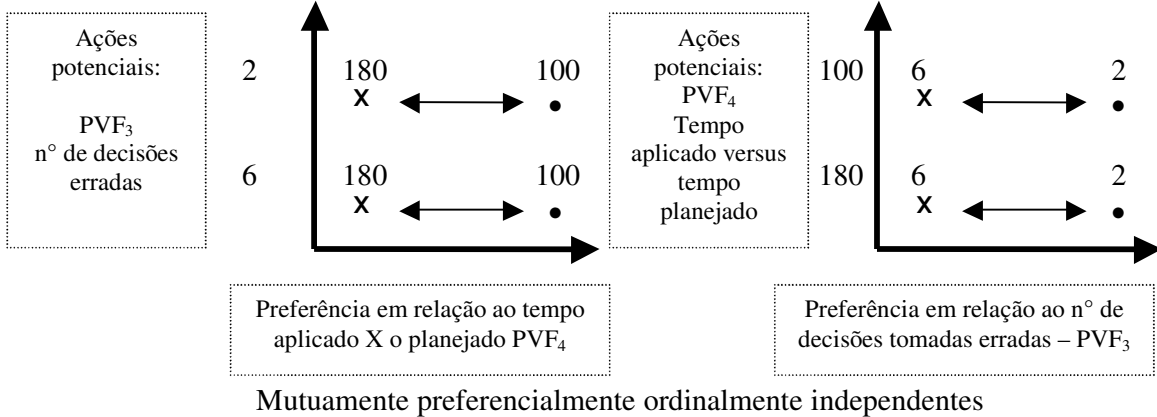 Ações
potenciais:
PVF₃
n° de decisões
erradas
2 180 100
X •
6 180 100
X •
Preferência em relação ao tempo
aplicado X o planejado PVF₄
Ações
potenciais:
PVF₄
Tempo
aplicado versus
tempo
planejado
100 6 2
X •
180 6 2
X •
Preferência em relação ao n° de
decisões tomadas erradas – PVF₃
Mutuamente preferencialmente ordinalmente independentes